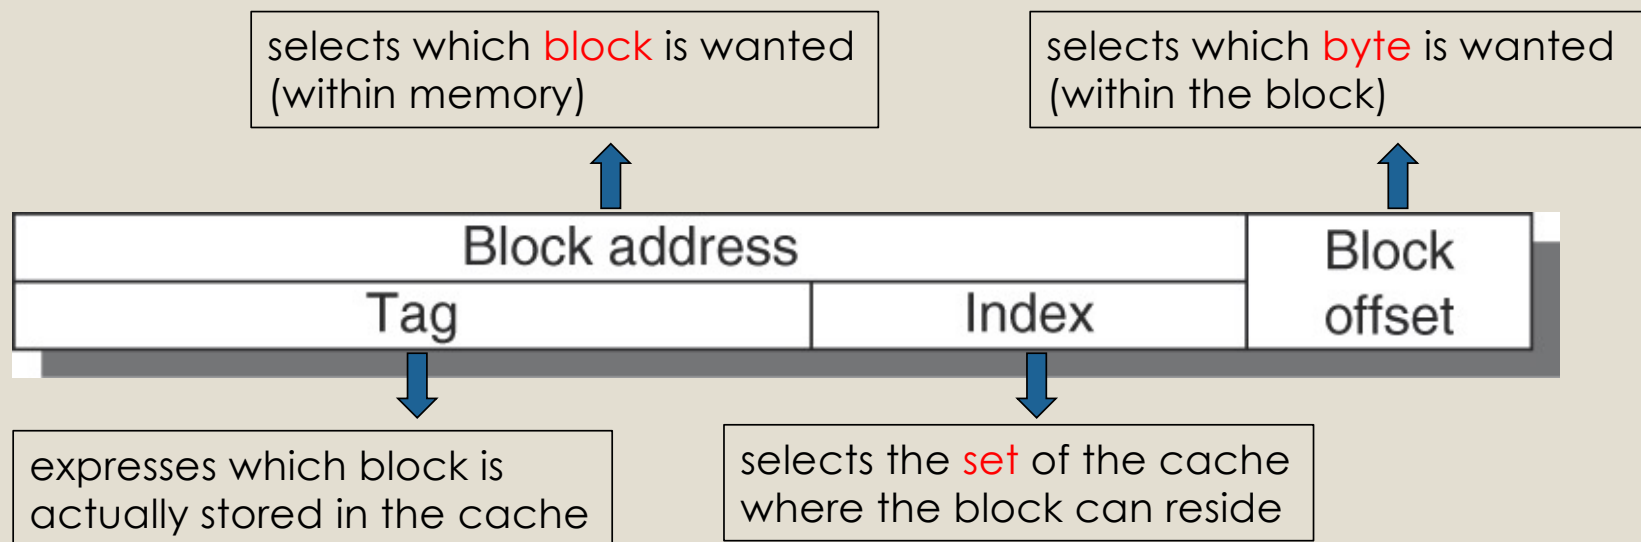 selects which block is wanted
(within memory)
selects which byte is wanted
(within the block)
Block address
Block
offset
Tag
Index
expresses which block is
actually stored in the cache
selects the set of the cache
where the block can reside